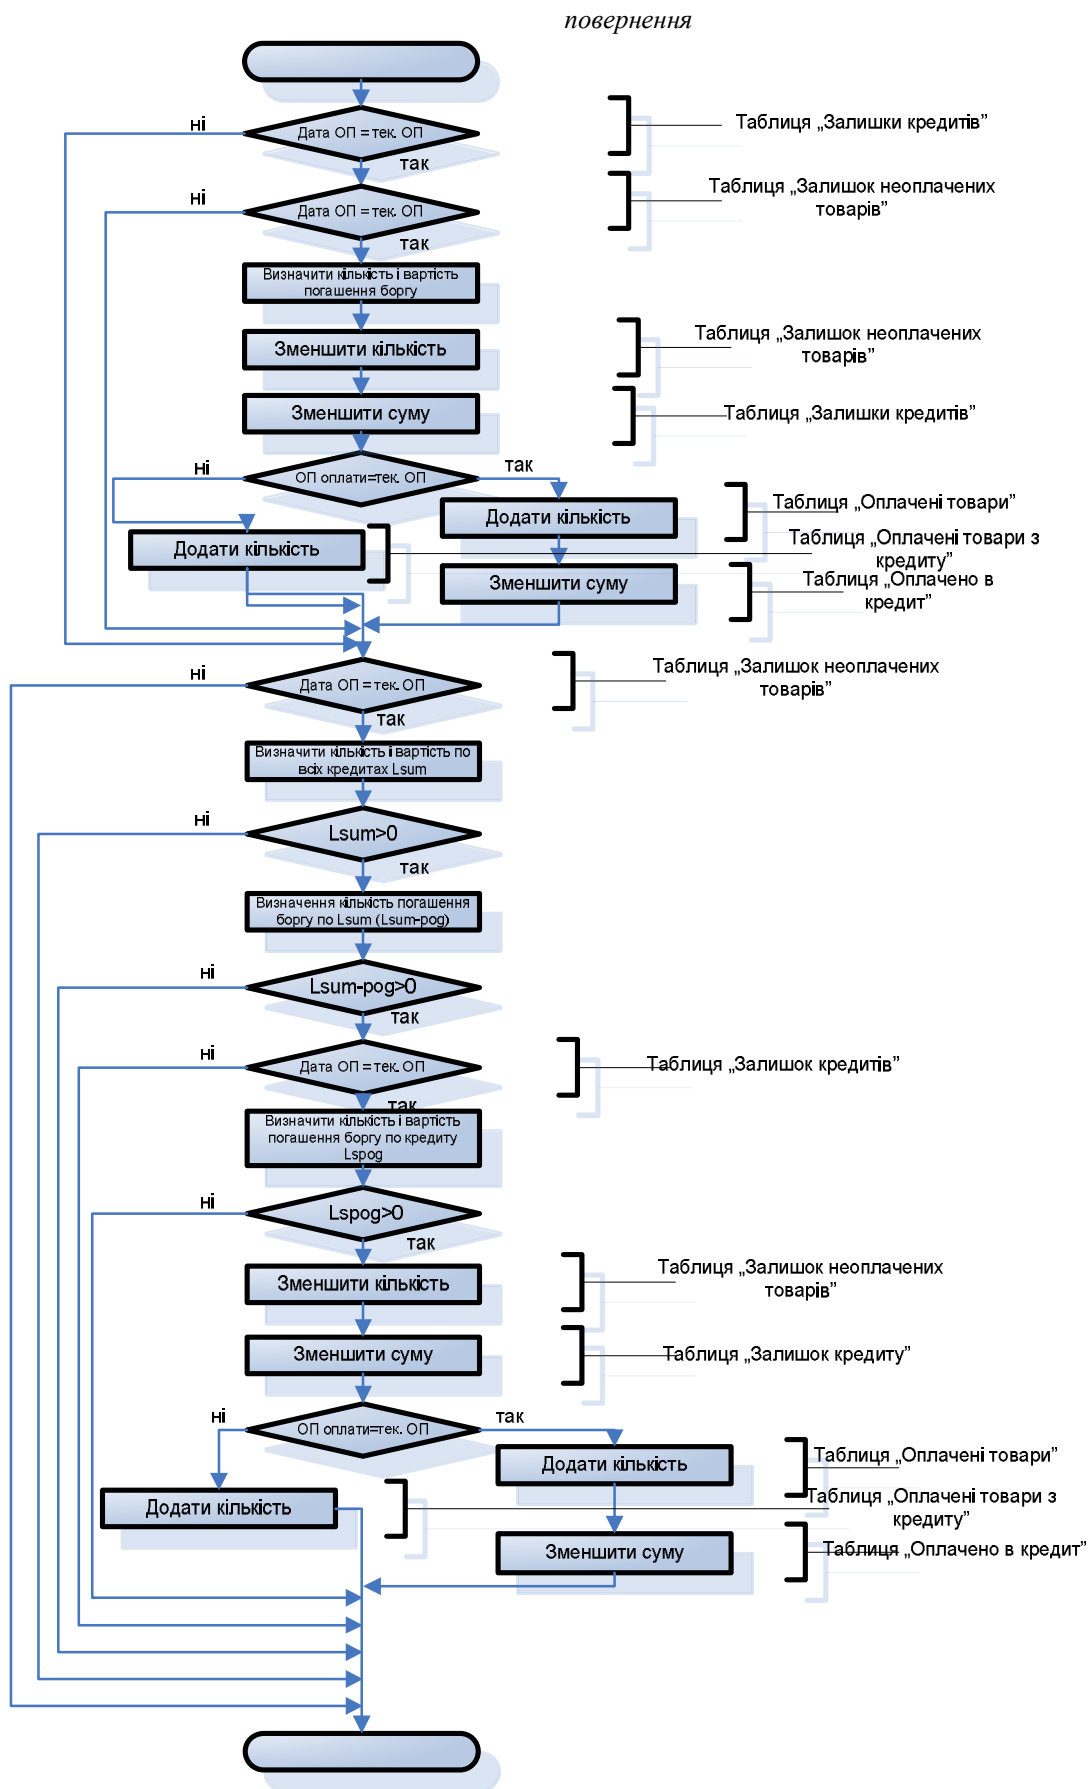 повернення
ні
Дата ОП = тек. ОП
Таблиця „Залишки кредитів”
так
ні
Дата ОП = тек. ОП
Таблиця „Залишок неоплачених
товарів”
так
Визначити кількість і вартість
погашення боргу
Зменшити кількість
Таблиця „Залишок неоплачених
товарів”
Зменшити суму
Таблиця „Залишки кредитів”
ні
ОП оплати=тек. ОП
так
Додати кількість
Таблиця „Оплачені товари”
Додати кількість
Таблиця „Оплачені товари з
кредиту”
Зменшити суму
Таблиця „Оплачено в
кредит”
ні
Дата ОП = тек. ОП
Таблиця „Залишок неоплачених
товарів”
так
Визначити кількість і вартість по
всіх кредитах Lsum
ні
Lsum>0
так
Визначення кількість погашення
боргу по Lsum (Lsum-pog)
ні
Lsum-pog>0
так
ні
Дата ОП = тек. ОП
Таблиця „Залишок кредитів”
так
Визначити кількість і вартість
погашення боргу по кредиту
Lspog
ні
Lspog>0
так
Зменшити кількість
Таблиця „Залишок неоплачених
товарів”
Зменшити суму
Таблиця „Залишок кредиту”
ні
ОП оплати=тек. ОП
так
Додати кількість
Таблиця „Оплачені товари”
Додати кількість
Таблиця „Оплачені товари з
кредиту”
Зменшити суму
Таблиця „Оплачено в кредит”